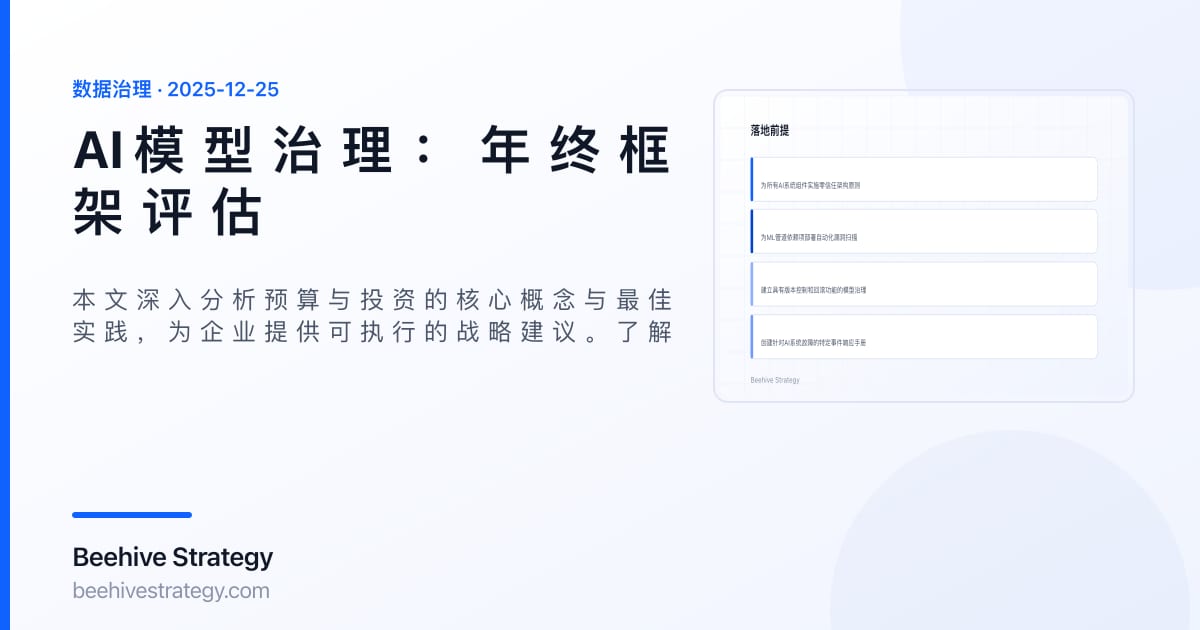 数据治理 · 2025-12-25
AI模型治理：年终框
架评估
本文深入分析预算与投资的核心概念与最佳
实践，为企业提供可执行的战略建议。了解
落地前提
为所有AI系统组件实施零信任架构原则
为ML管道依赖项部署自动化漏洞扫描
建立具有版本控制和回滚功能的模型治理
创建针对AI系统故障的特定事件响应手册
Beehive Strategy
Beehive Strategy
beehivestrategy.com